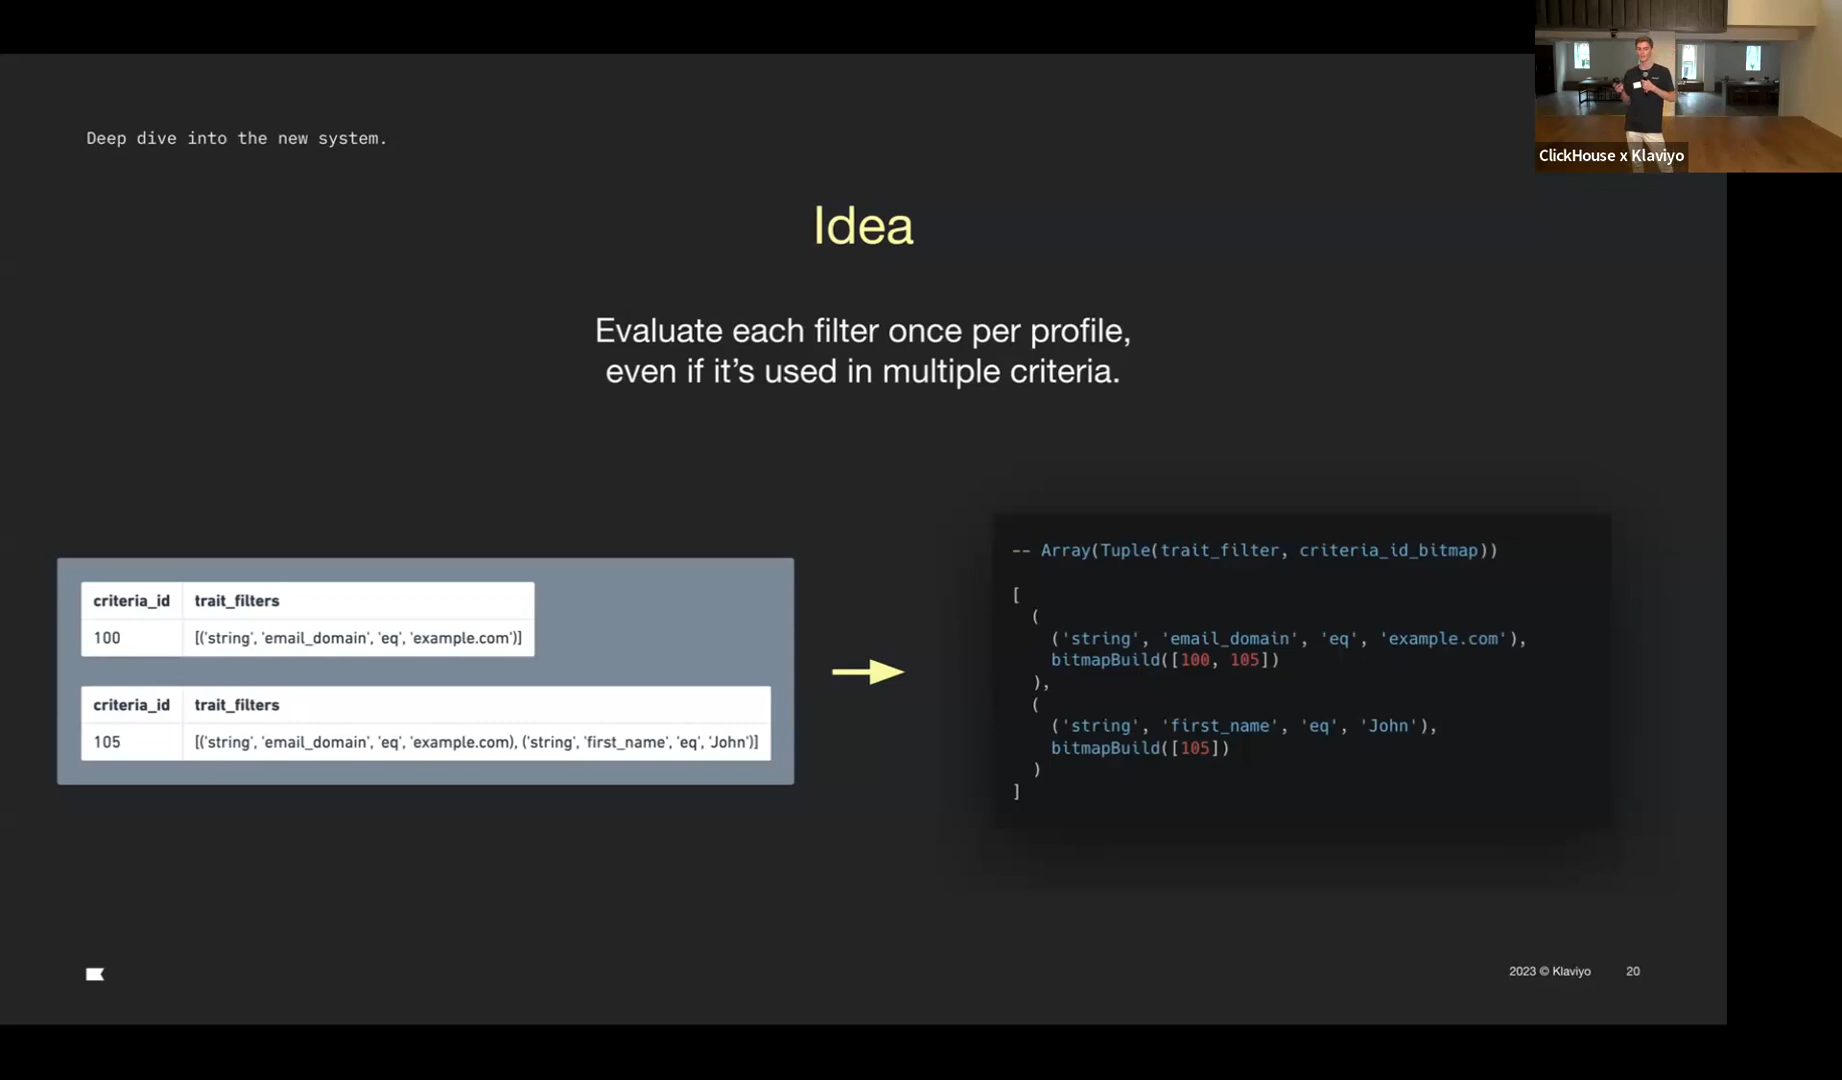 ClickHouse x Klaviyo
Deep dive into the new system.
Idea
Evaluate each filter once per profile,
even if it’s used in multiple criteria.
criteria_id trait_filters
100 [('string', 'email_domain', 'eq', 'example.com')]
criteria_id trait_filters
105 [('string', 'email_domain', 'eq', 'example.com), ('string', 'first_name', 'eq', 'John')]
-- Array(Tuple(trait_filter, criteria_id_bitmap))
[
(
('string', 'email_domain', 'eq', 'example.com'),
bitmapBuild([100, 105])
),
(
('string', 'first_name', 'eq', 'John'),
bitmapBuild([105])
)
]
2023 © Klaviyo 20